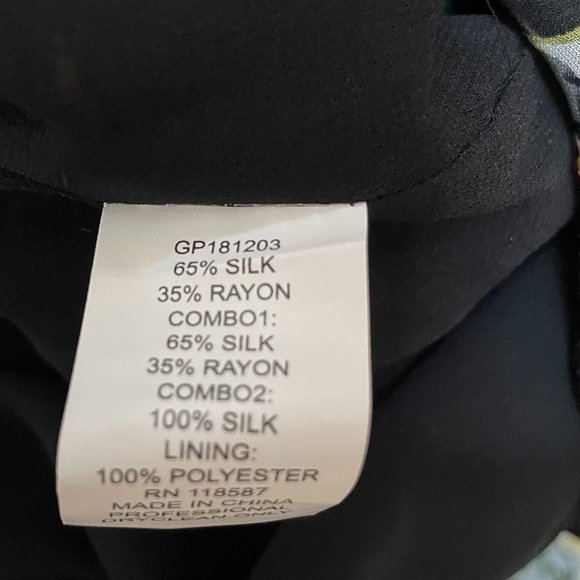 GP181203
65% SILK
35% RAYON
COMBO1:
65% SILK
35% RAYON
COMBO2:
100% SILK
LINING:
100% POLYESTER
RN 118587
MADE IN CHINA
PROFESSIONAL
DRYCLEAN ONLY